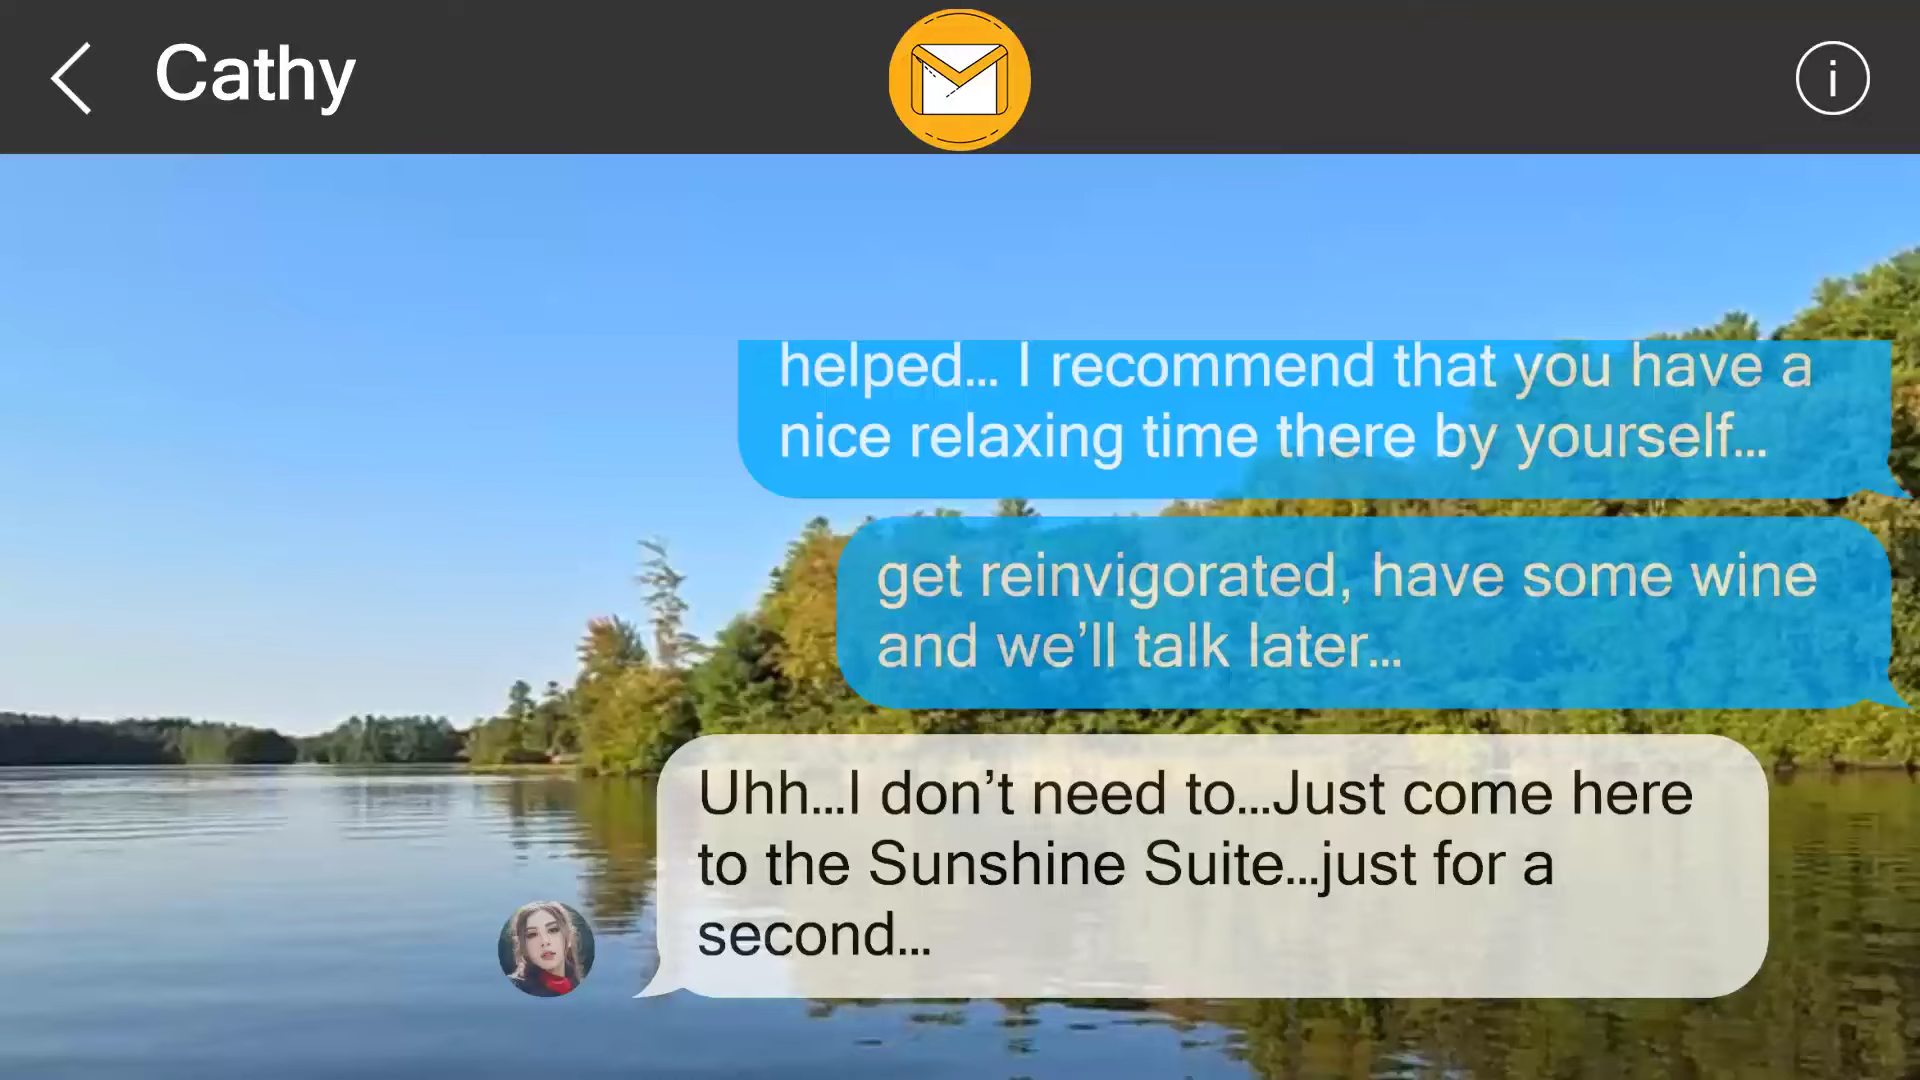 Cathy
helped... I recommend that you have a
nice relaxing time there by yourself...
get reinvigorated, have some wine
and we’ll talk later...
Uhh...I don’t need to...Just come here
to the Sunshine Suite...just for a
second...